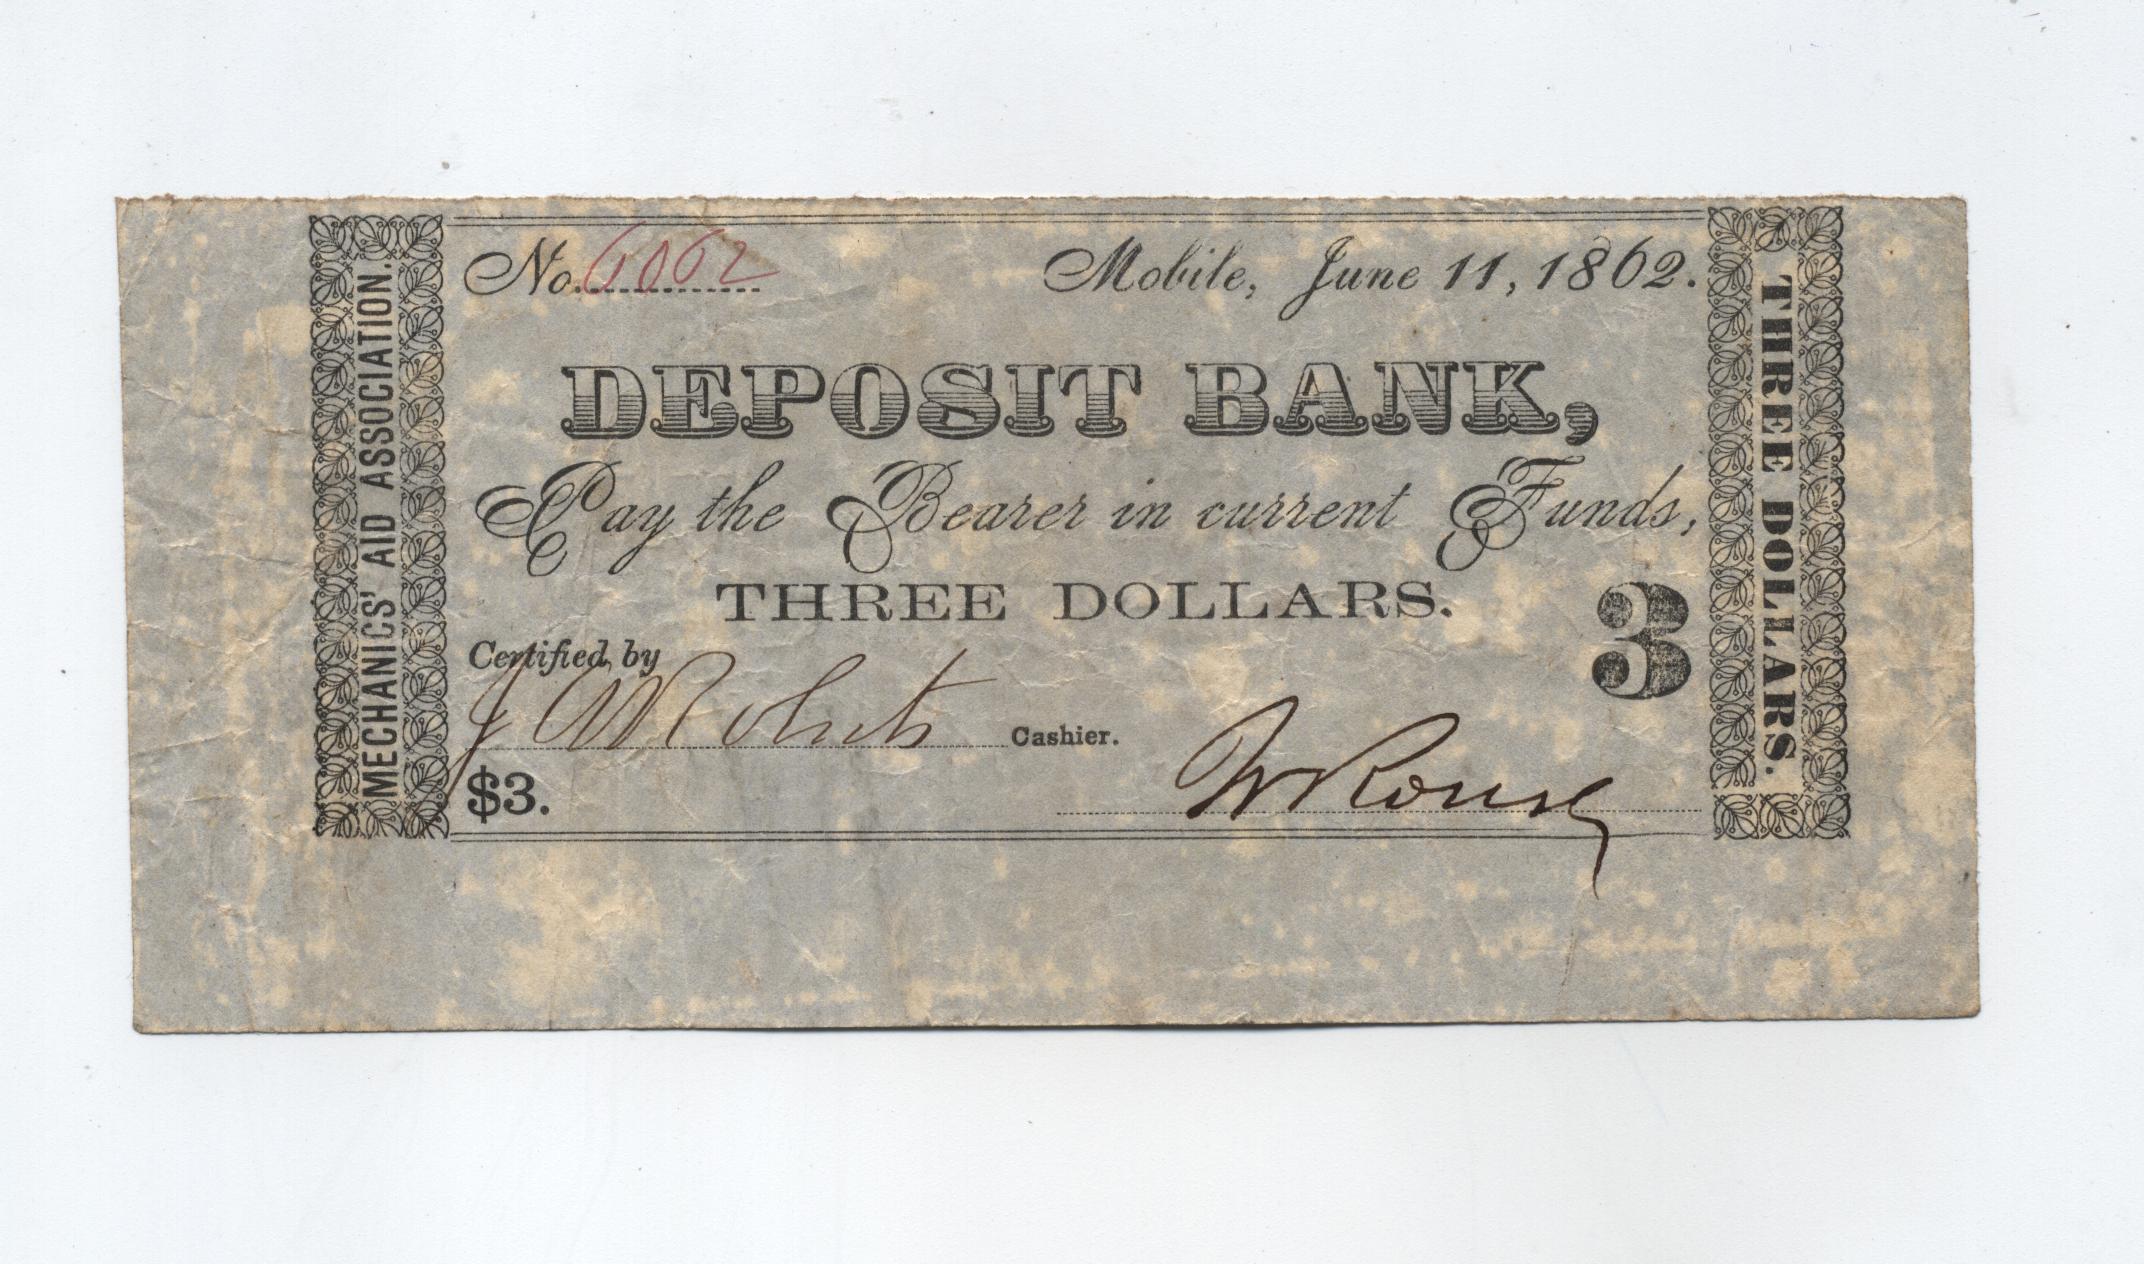 MECHANICS' AID ASSOCIATION.
No. 6062
Mobile, June 11, 1862.
DEPOSIT BANK,
Pay the Bearer in current Funds,
THREE DOLLARS.
3
Certified by
Cashier.
W Rouse
$3.
THREE DOLLARS.